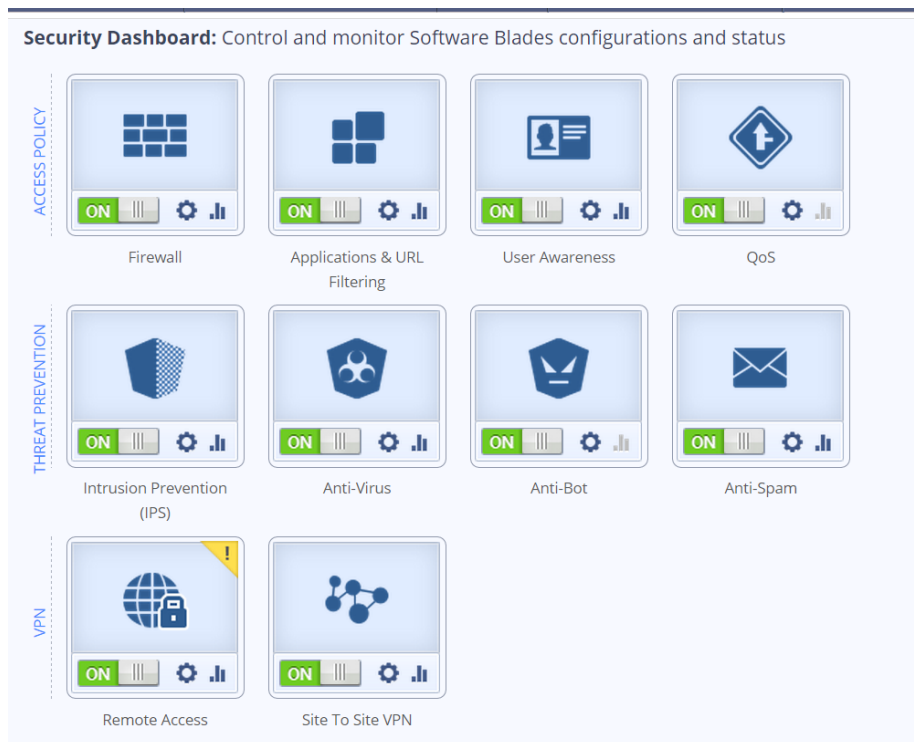 Security Dashboard: Control and monitor Software Blades configurations and status
ACCESS POLICY
ON
ON
ON
ON
Firewall
Applications & URL
Filtering
User Awareness
QoS
THREAT PREVENTION
ON
ON
ON
ON
Intrusion Prevention
(IPS)
Anti-Virus
Anti-Bot
Anti-Spam
VPN
!
ON
ON
Remote Access
Site To Site VPN